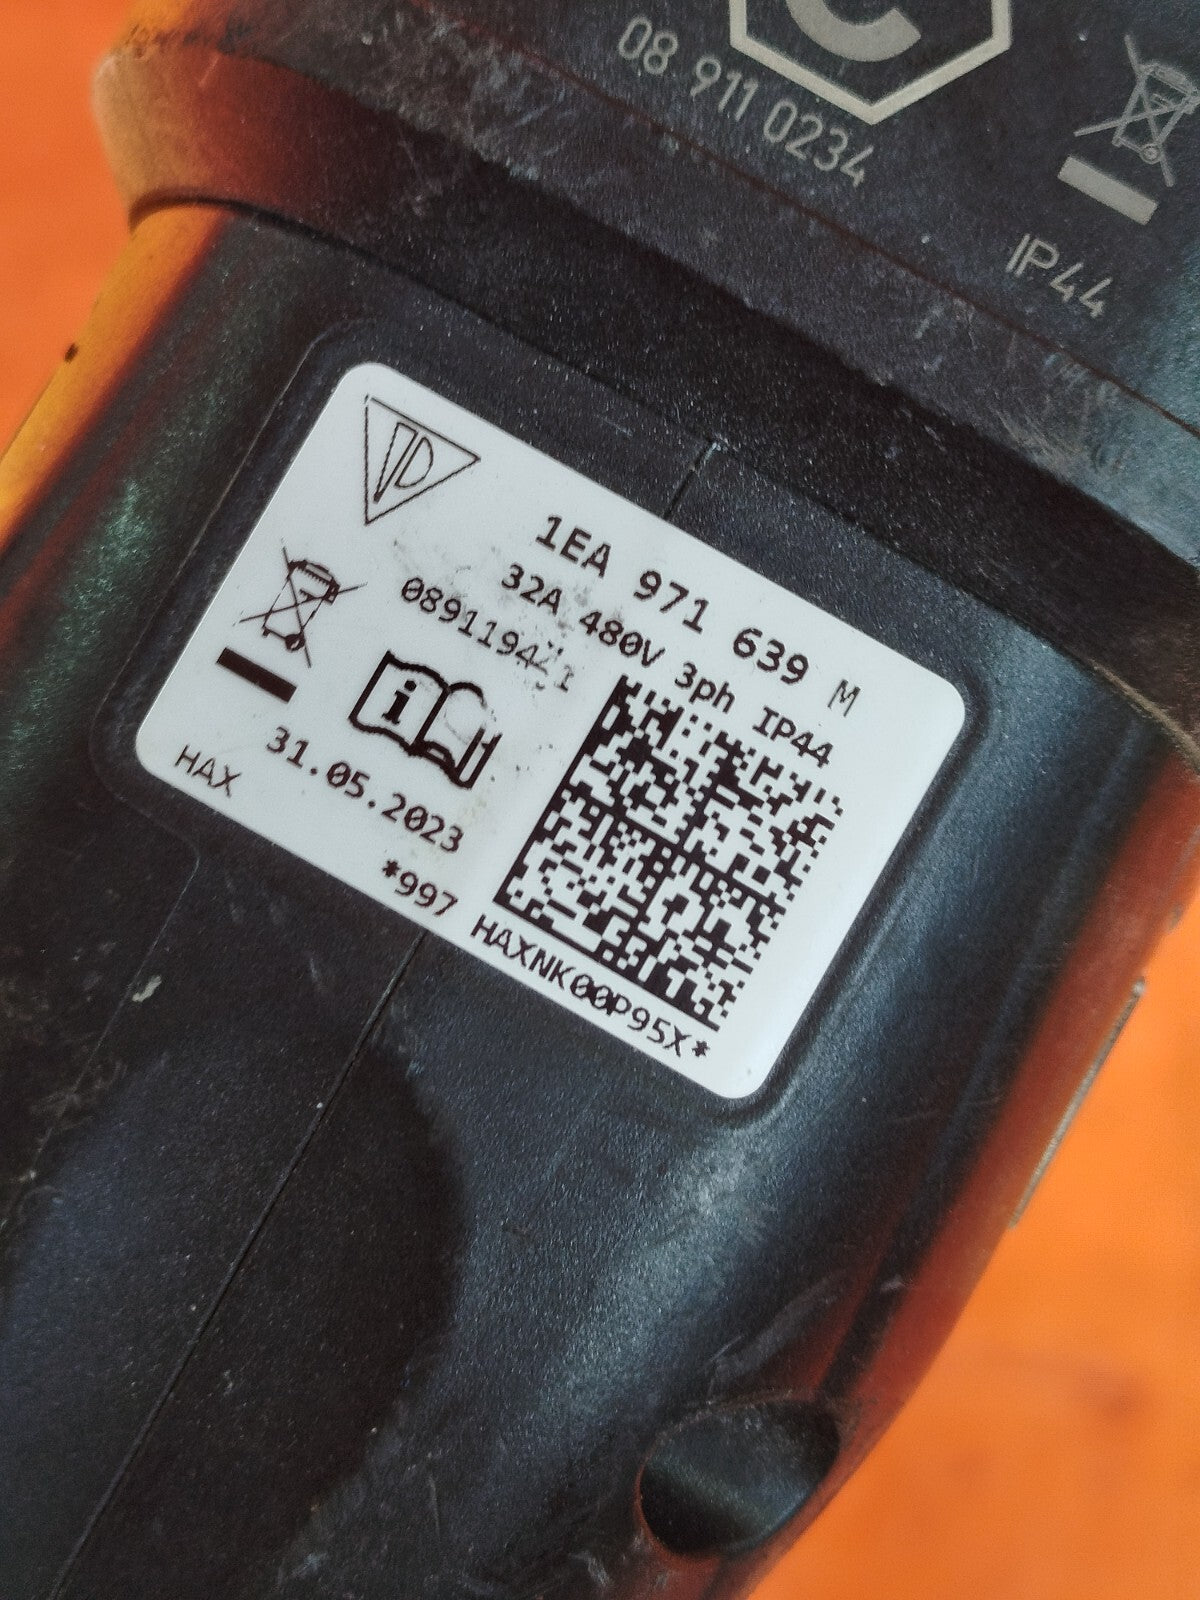 C
08 911 0234
IP44
1EA 971 639 M
32A 480V 3ph IP44
i
31.05.2023
HAX
*997 HAXNK00P95X*